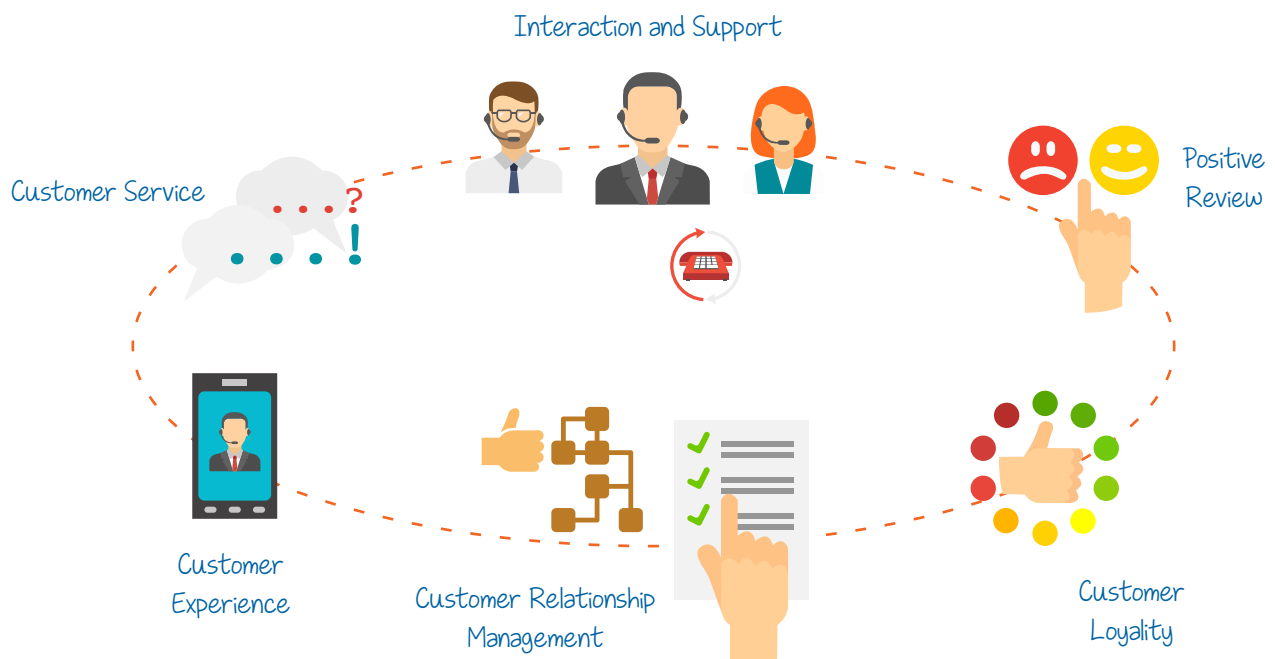 Interaction and Support
Customer Service
Positive
Review
Customer
Experience
Customer Relationship
Management
Customer
Loyality